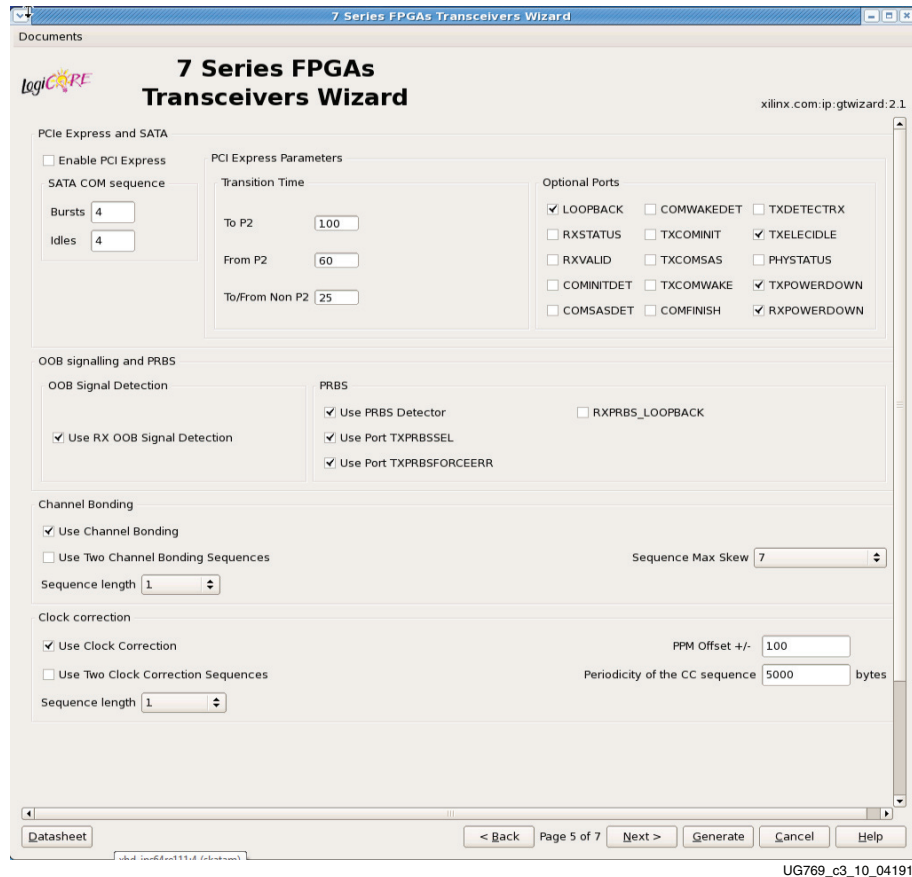 7 Series FPGAs Transceivers Wizard
Documents
logiCORE
7 Series FPGAs
Transceivers Wizard
xilinx.com:ip:gtwizard:2.1
PCIe Express and SATA
Enable PCI Express
SATA COM sequence
Bursts 4
Idles 4
PCI Express Parameters
Transition Time
To P2 100
From P2 60
To/From Non P2 25
Optional Ports
LOOPBACK COMWAKEDET TXDETECTRX
RXSTATUS TXCOMINIT TXELECIDLE
RXVALID TXCOMSAS PHYSTATUS
COMINITDET TXCOMWAKE TXPOWERDOWN
COMSASDET COMFINISH RXPOWERDOWN
OOB signalling and PRBS
OOB Signal Detection
Use RX OOB Signal Detection
PRBS
Use PRBS Detector RXPRBS_LOOPBACK
Use Port TXPRBSSEL
Use Port TXPRBSFORCEERR
Channel Bonding
Use Channel Bonding
Use Two Channel Bonding Sequences Sequence Max Skew 7
Sequence length 1
Clock correction
Use Clock Correction PPM Offset +/- 100
Use Two Clock Correction Sequences Periodicity of the CC sequence 5000 bytes
Sequence length 1
Datasheet < Back Page 5 of 7 Next > Generate Cancel Help
UG769_c3_10_04191